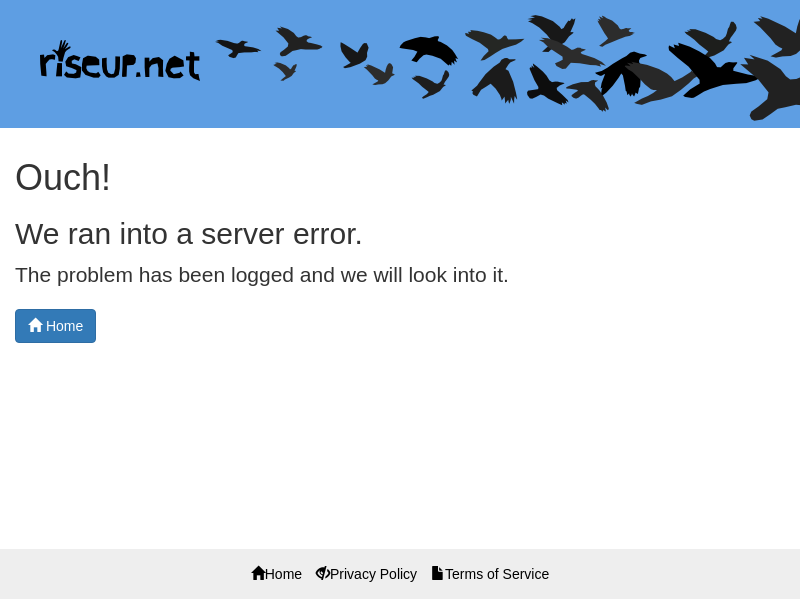 riseup.net
Ouch!
We ran into a server error.
The problem has been logged and we will look into it.
Home
Home Privacy Policy Terms of Service